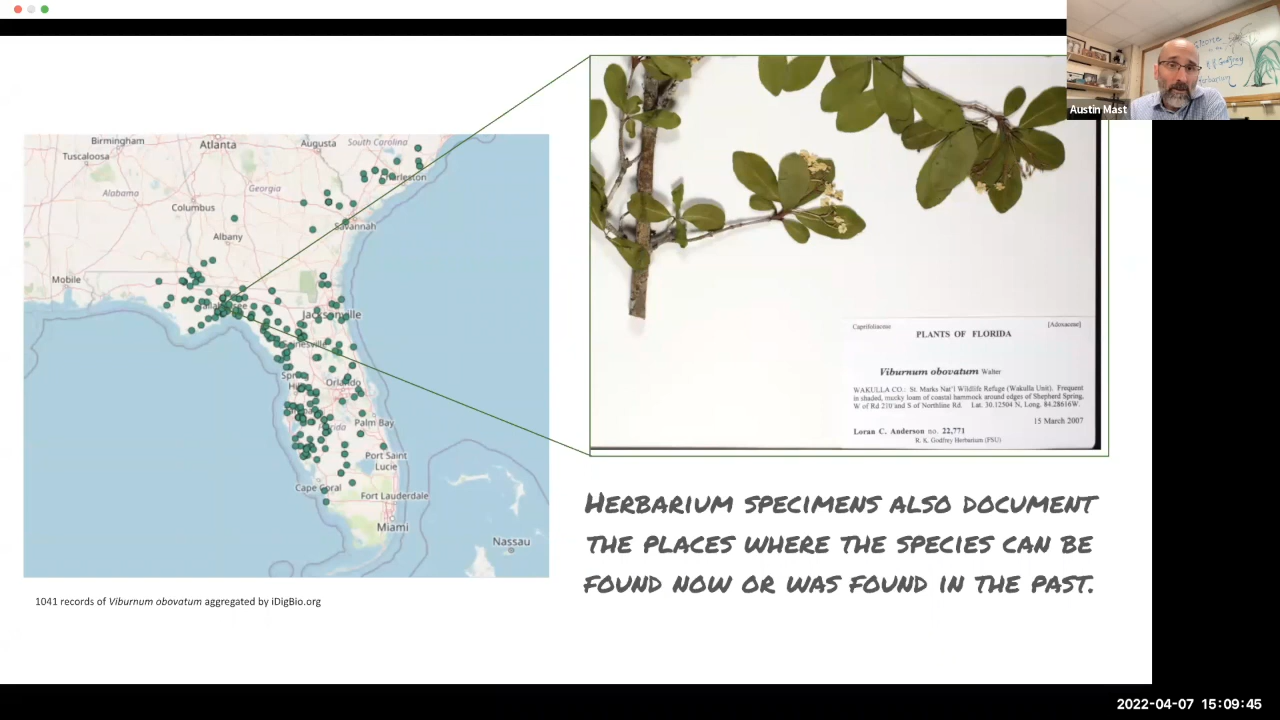 Birmingham
Atlanta
Augusta
South Carolina
Tuscaloosa
Charleston
Alabama
Georgia
Columbus
Savannah
Albany
Mobile
Jacksonville
Orlando
Florida
Palm Bay
Port Saint
Lucie
Cape Coral
Fort Lauderdale
Miami
Nassau
1041 records of Viburnum obovatum aggregated by iDigBio.org
Caprifoliaceae
[Adoxaceae]
PLANTS OF FLORIDA
Viburnum obovatum Walter
WAKULLA CO.: St. Marks Nat'l Wildlife Refuge (Wakulla Unit). Frequent
in shaded, mucky loam of coastal hammock around edges of Shepherd Spring,
W of Rd 210 and S of Northline Rd. Lat. 30.12504 N, Long. 84.28616W.
15 March 2007
Loran C. Anderson no. 22,771
R. K. Godfrey Herbarium (FSU)
HERBARIUM SPECIMENS ALSO DOCUMENT
THE PLACES WHERE THE SPECIES CAN BE
FOUND NOW OR WAS FOUND IN THE PAST.
Austin Mast
2022-04-07 15:09:45